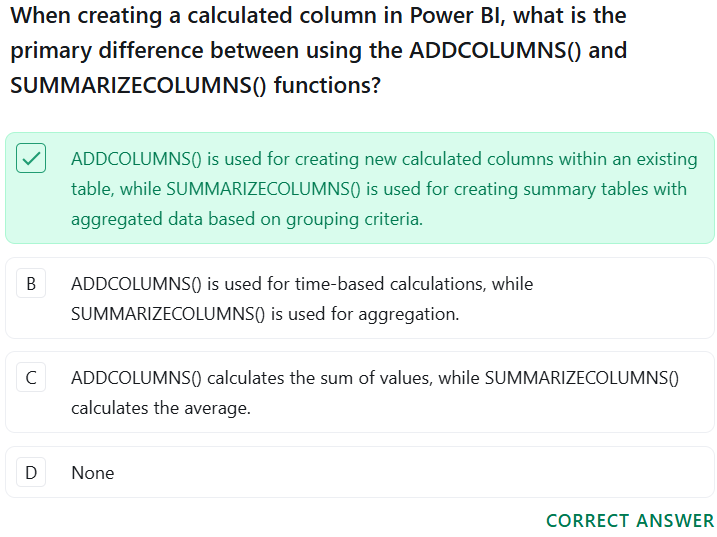 When creating a calculated column in Power BI, what is the
primary difference between using the ADDCOLUMNS() and
SUMMARIZECOLUMNS() functions?
ADDCOLUMNS() is used for creating new calculated columns within an existing
table, while SUMMARIZECOLUMNS() is used for creating summary tables with
aggregated data based on grouping criteria.
B
ADDCOLUMNS() is used for time-based calculations, while
SUMMARIZECOLUMNS() is used for aggregation.
C
ADDCOLUMNS() calculates the sum of values, while SUMMARIZECOLUMNS()
calculates the average.
D
None
CORRECT ANSWER